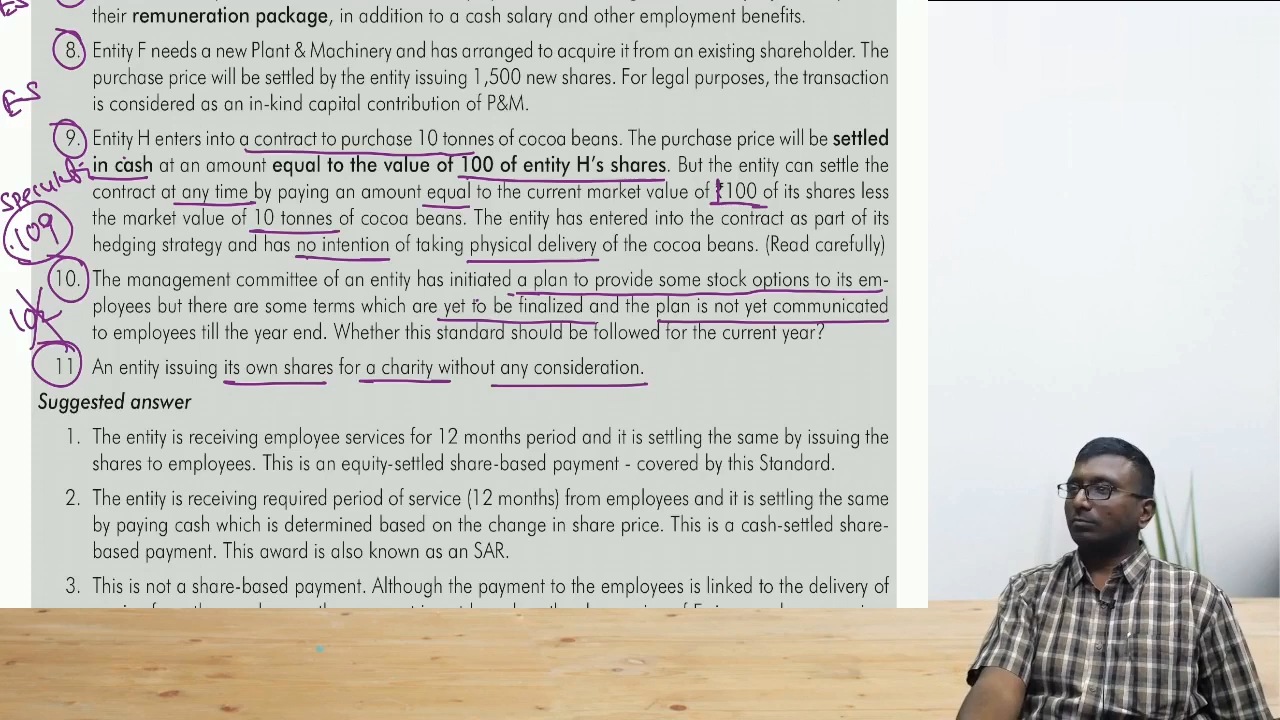 ES
their remuneration package, in addition to a cash salary and other employment benefits.
8. Entity F needs a new Plant & Machinery and has arranged to acquire it from an existing shareholder. The
purchase price will be settled by the entity issuing 1,500 new shares. For legal purposes, the transaction
ES
is considered as an in-kind capital contribution of P&M.
9. Entity H enters into a contract to purchase 10 tonnes of cocoa beans. The purchase price will be settled
in cash at an amount equal to the value of 100 of entity H's shares. But the entity can settle the
contract at any time by paying an amount equal to the current market value of ₹100 of its shares less
the market value of 10 tonnes of cocoa beans. The entity has entered into the contract as part of its
109
hedging strategy and has no intention of taking physical delivery of the cocoa beans. (Read carefully)
10. The management committee of an entity has initiated a plan to provide some stock options to its em-
ployees but there are some terms which are yet to be finalized and the plan is not yet communicated
to employees till the year end. Whether this standard should be followed for the current year?
11 An entity issuing its own shares for a charity without any consideration.
Suggested answer
1. The entity is receiving employee services for 12 months period and it is settling the same by issuing the
shares to employees. This is an equity-settled share-based payment - covered by this Standard.
2. The entity is receiving required period of service (12 months) from employees and it is settling the same
by paying cash which is determined based on the change in share price. This is a cash-settled share-
based payment. This award is also known as an SAR.
3. This is not a share-based payment. Although the payment to the employees is linked to the delivery of